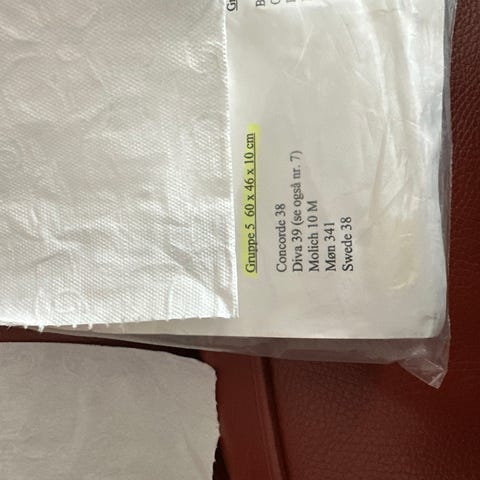 Gruppe 5 60 x 46 x 10 cm
Concorde 38
Diva 39 (se også nr. 7)
Molich 10 M
Møn 341
Swede 38